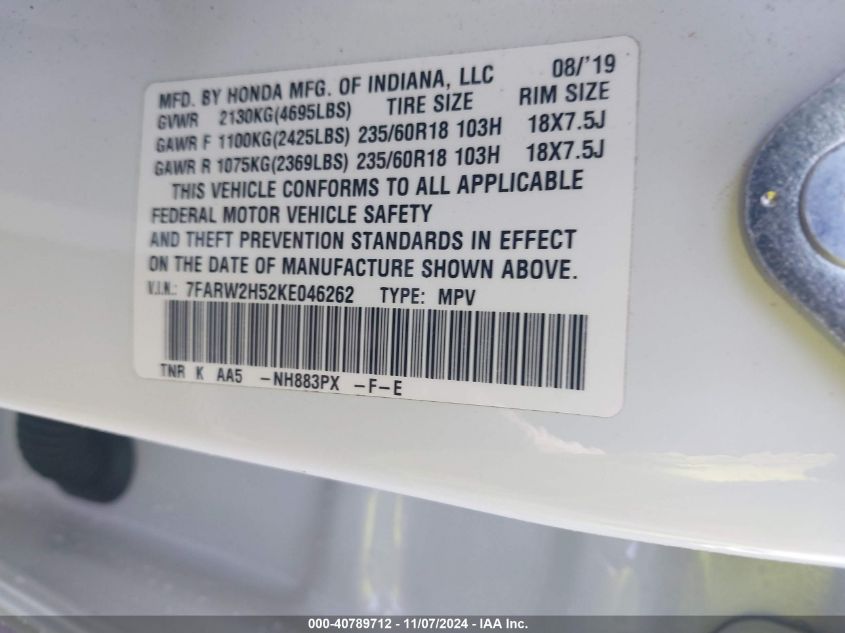 MFD. BY HONDA MFG. OF INDIANA, LLC 08/'19
GVWR 2130KG(4695LBS) TIRE SIZE RIM SIZE
GAWR F 1100KG(2425LBS) 235/60R18 103H 18X7.5J
GAWR R 1075KG(2369LBS) 235/60R18 103H 18X7.5J
THIS VEHICLE CONFORMS TO ALL APPLICABLE
FEDERAL MOTOR VEHICLE SAFETY
AND THEFT PREVENTION STANDARDS IN EFFECT
ON THE DATE OF MANUFACTURE SHOWN ABOVE.
V.I.N.: 7FARW2H52KE046262 TYPE: MPV
TNR K AA5 -NH883PX -F-E
000-40789712 - 11/07/2024 - IAA Inc.